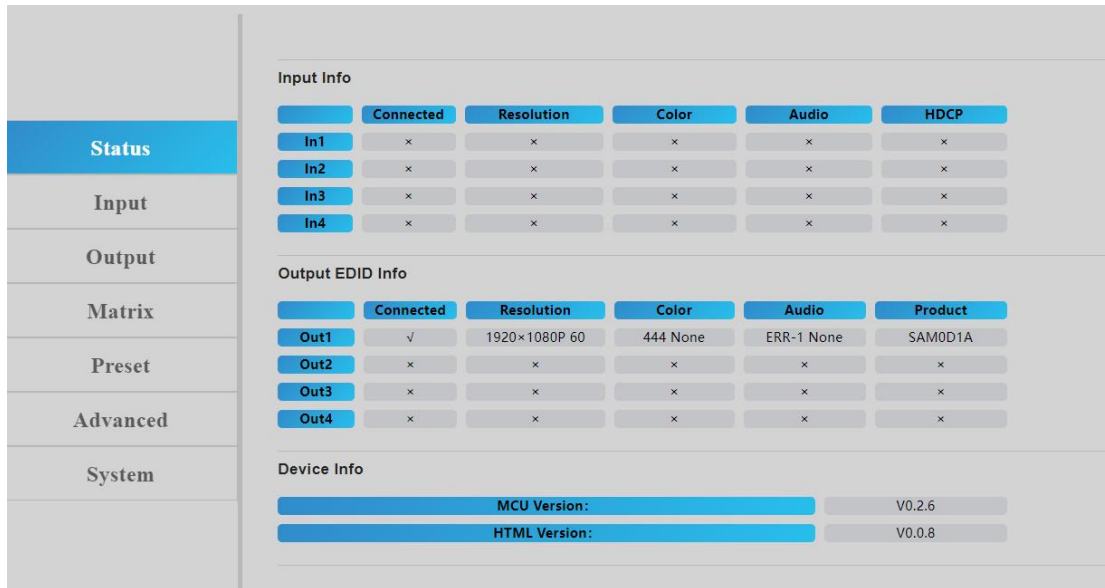 Status
Input
Output
Matrix
Preset
Advanced
System
Input Info
Connected Resolution Color Audio HDCP
In1 × × × × ×
In2 × × × × ×
In3 × × × × ×
In4 × × × × ×
Output EDID Info
Connected Resolution Color Audio Product
Out1 √ 1920×1080P 60 444 None ERR-1 None SAM0D1A
Out2 × × × × ×
Out3 × × × × ×
Out4 × × × × ×
Device Info
MCU Version: V0.2.6
HTML Version: V0.0.8